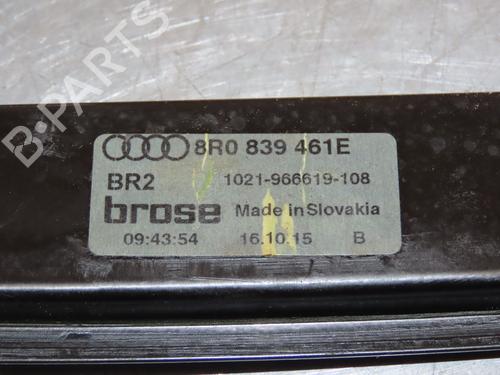 B-PARTS
8R0 839 461E
BR2 1021-966619-108
brose Made in Slovakia
09:43:54 16.10.15 B